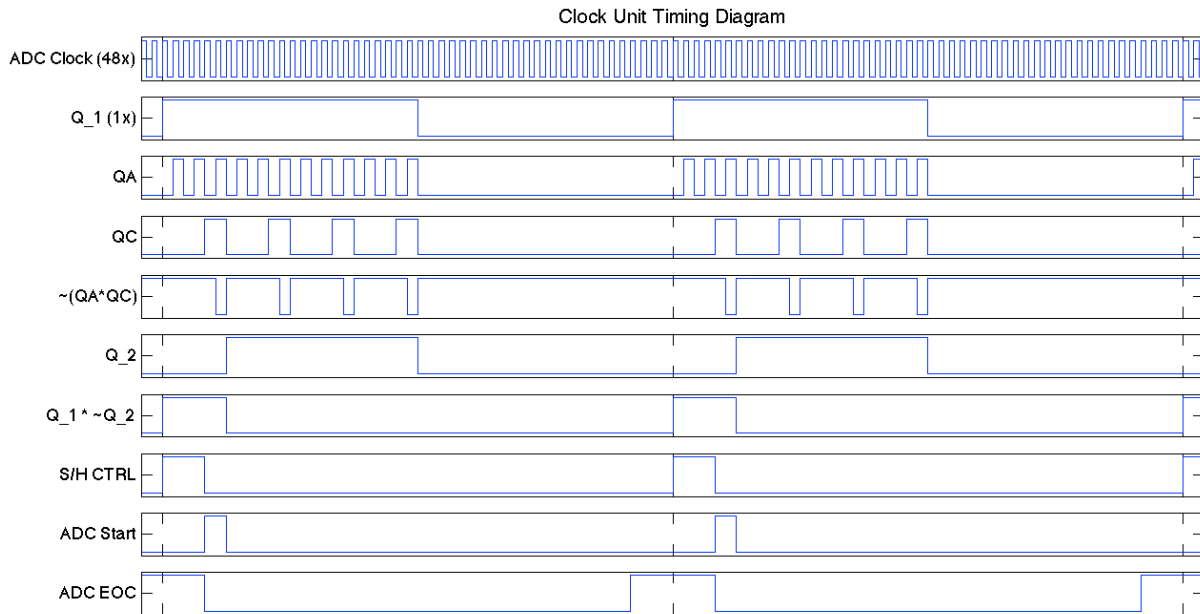 Clock Unit Timing Diagram
ADC Clock (48x)
Q_1 (1x)
QA
QC
~(QA*QC)
Q_2
Q_1 * ~Q_2
S/H CTRL
ADC Start
ADC EOC